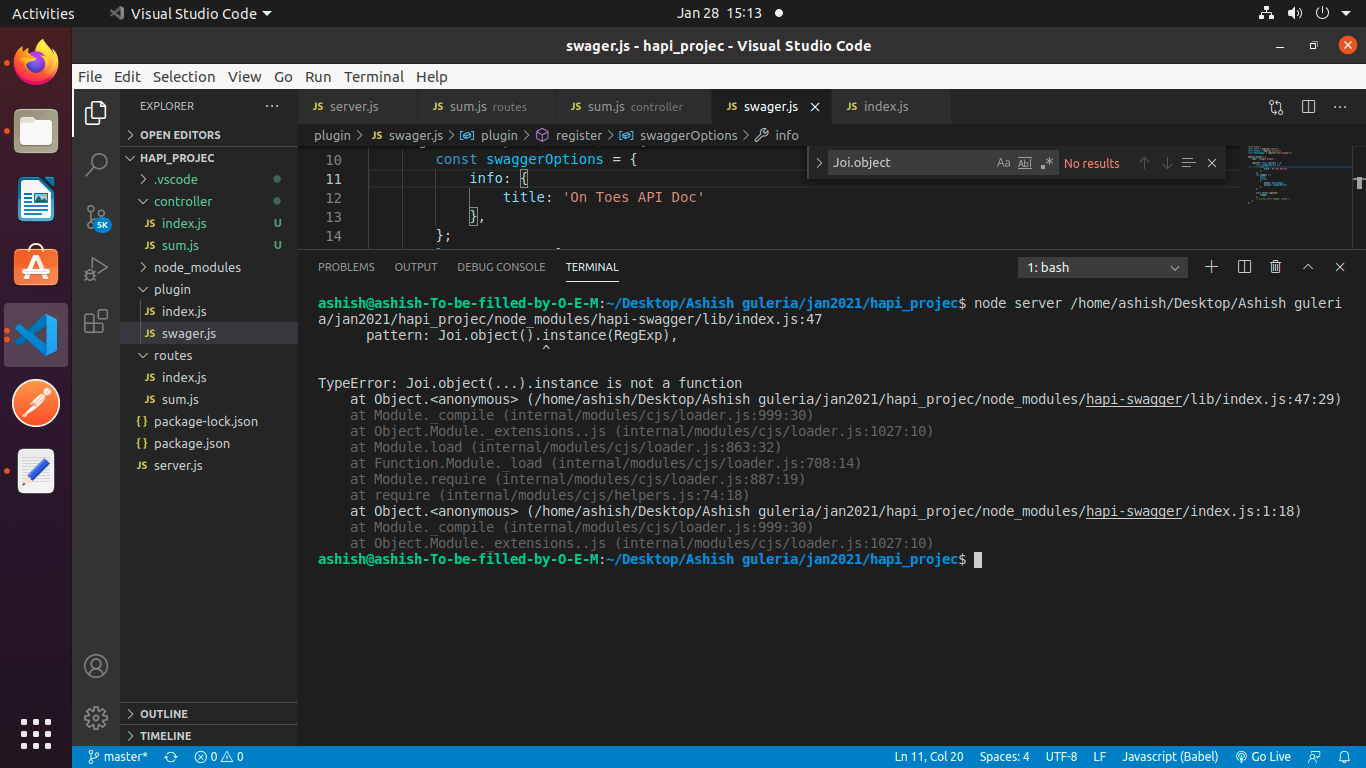 Activities Visual Studio Code Jan 28 15:13
swager.js - hapi_projec - Visual Studio Code
File Edit Selection View Go Run Terminal Help
EXPLORER
OPEN EDITORS
HAPI_PROJEC
.vscode
controller
JS index.js U
JS sum.js U
node_modules
plugin
JS index.js
JS swager.js
routes
JS index.js
JS sum.js
{ } package-lock.json
{ } package.json
JS server.js
OUTLINE
TIMELINE
5K
JS server.js JS sum.js routes JS sum.js controller JS swager.js JS index.js
plugin > JS swager.js > plugin > register > swaggerOptions > info
10 const swaggerOptions = {
11 info: {
12 title: 'On Toes API Doc'
13 },
14 };
Joi.object Aa Abl .* No results
PROBLEMS OUTPUT DEBUG CONSOLE TERMINAL 1: bash
ashish@ashish-To-be-filled-by-O-E-M:~/Desktop/Ashish guleria/jan2021/hapi_projec$ node server /home/ashish/Desktop/Ashish guleri
a/jan2021/hapi_projec/node_modules/hapi-swagger/lib/index.js:47
pattern: Joi.object().instance(RegExp),
^
TypeError: Joi.object(...).instance is not a function
at Object.<anonymous> (/home/ashish/Desktop/Ashish guleria/jan2021/hapi_projec/node_modules/hapi-swagger/lib/index.js:47:29)
at Module._compile (internal/modules/cjs/loader.js:999:30)
at Object.Module._extensions..js (internal/modules/cjs/loader.js:1027:10)
at Module.load (internal/modules/cjs/loader.js:863:32)
at Function.Module._load (internal/modules/cjs/loader.js:708:14)
at Module.require (internal/modules/cjs/loader.js:887:19)
at require (internal/modules/cjs/helpers.js:74:18)
at Object.<anonymous> (/home/ashish/Desktop/Ashish guleria/jan2021/hapi_projec/node_modules/hapi-swagger/index.js:1:18)
at Module._compile (internal/modules/cjs/loader.js:999:30)
at Object.Module._extensions..js (internal/modules/cjs/loader.js:1027:10)
ashish@ashish-To-be-filled-by-O-E-M:~/Desktop/Ashish guleria/jan2021/hapi_projec$
master* 0 0 Ln 11, Col 20 Spaces: 4 UTF-8 LF Javascript (Babel) Go Live